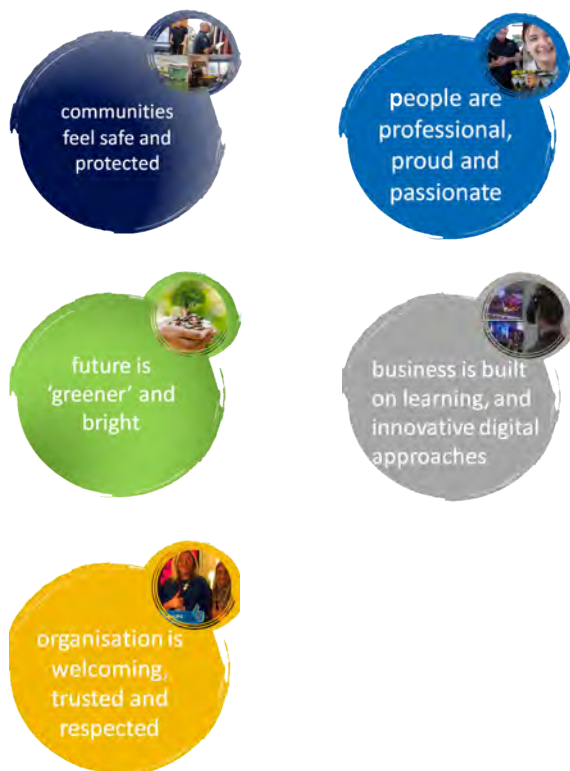 communities
feel safe and
protected
people are
professional,
proud and
passionate
future is
‘greener’ and
bright
business is built
on learning, and
innovative digital
approaches
organisation is
welcoming,
trusted and
respected